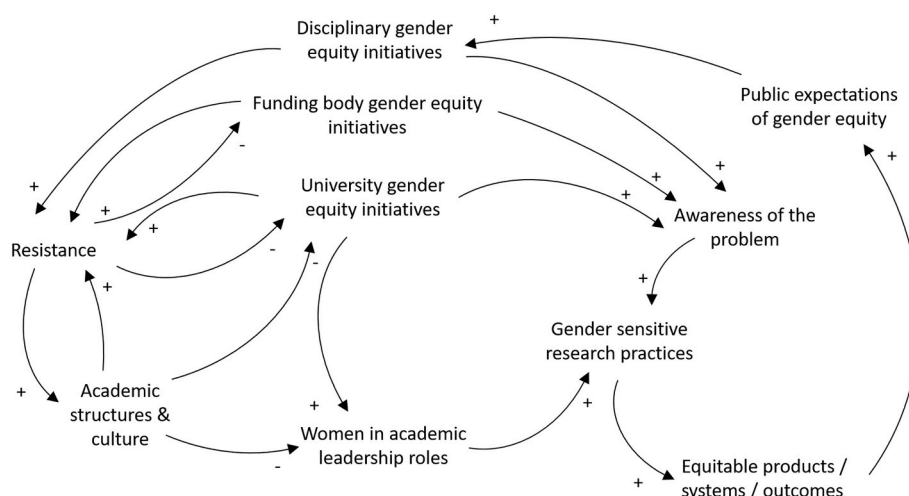 Disciplinary gender
equity initiatives
+
Public expectations
of gender equity
Funding body gender equity
initiatives
-
+
+
+
+
University gender
equity initiatives
+
+
+
Awareness of the
problem
+
Resistance
-
-
+
+
Gender sensitive
research practices
+
Academic
structures &
culture
+
+
Women in academic
leadership roles
-
Equitable products /
systems / outcomes
+